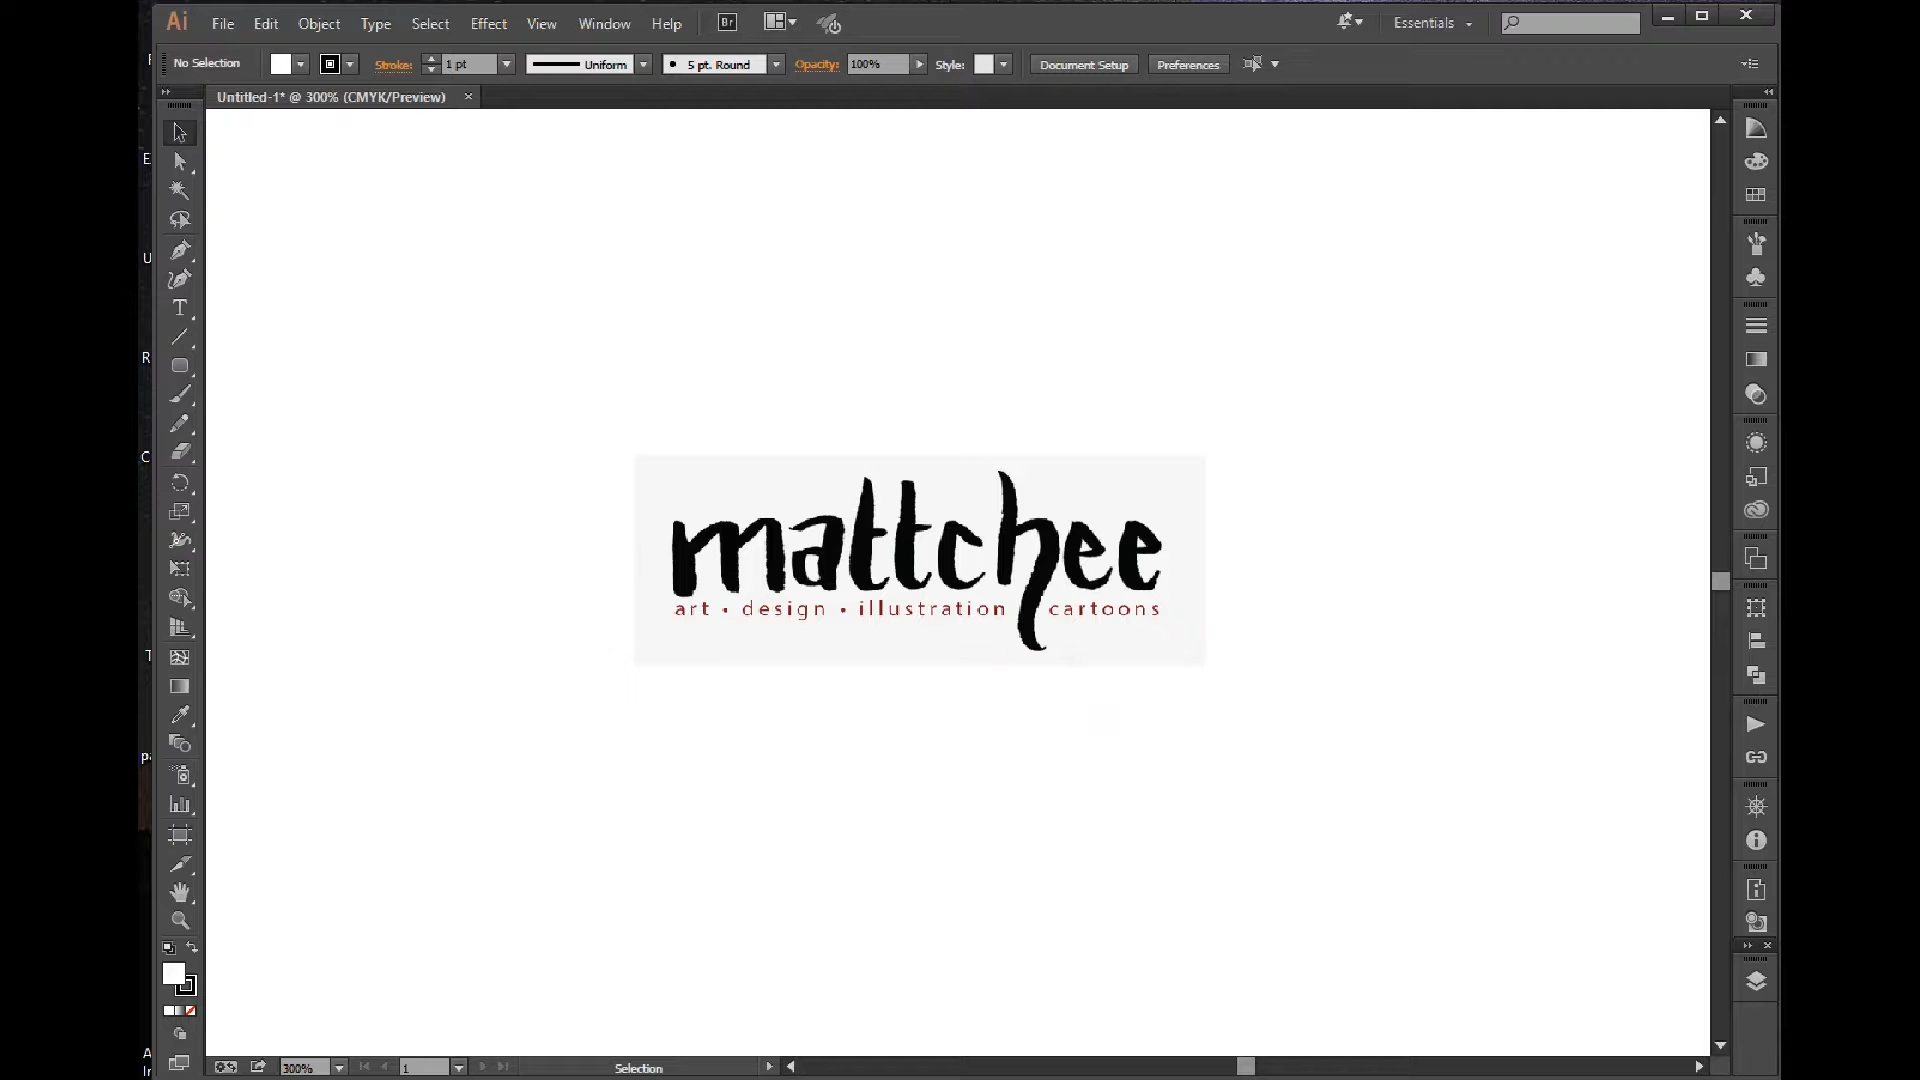 Ai File Edit Object Type Select Effect View Window Help Br Essentials
No Selection Stroke: 1 pt Uniform 5 pt. Round Opacity: 100% Style: Document Setup Preferences
Untitled-1* @ 300% (CMYK/Preview)
mattchee
art • design • illustration cartoons
300% 1 Selection